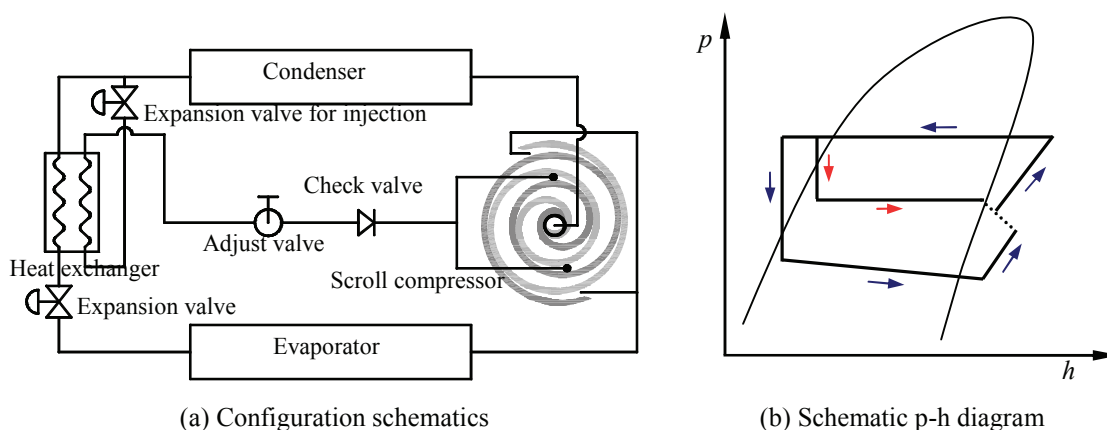 Condenser
Expansion valve for injection
Check valve
Adjust valve
Heat exchanger
Scroll compressor
Expansion valve
Evaporator
(a) Configuration schematics
p
h
(b) Schematic p-h diagram